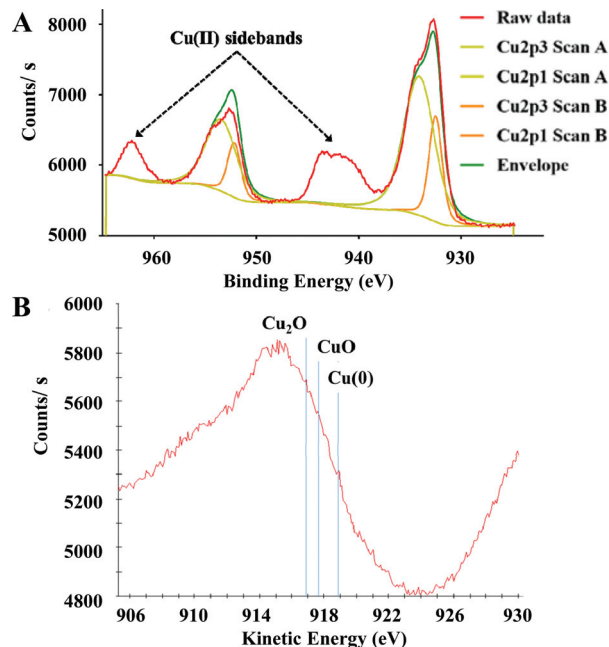 A
Cu(II) sidebands
Raw data
Cu2p3 Scan A
Cu2p1 Scan A
Cu2p3 Scan B
Cu2p1 Scan B
Envelope
Counts/ s
8000
7000
6000
5000
960 950 940 930
Binding Energy (eV)
B
Cu₂O
CuO
Cu(0)
Counts/ s
6000
5800
5600
5400
5200
5000
4800
906 910 914 918 922 926 930
Kinetic Energy (eV)